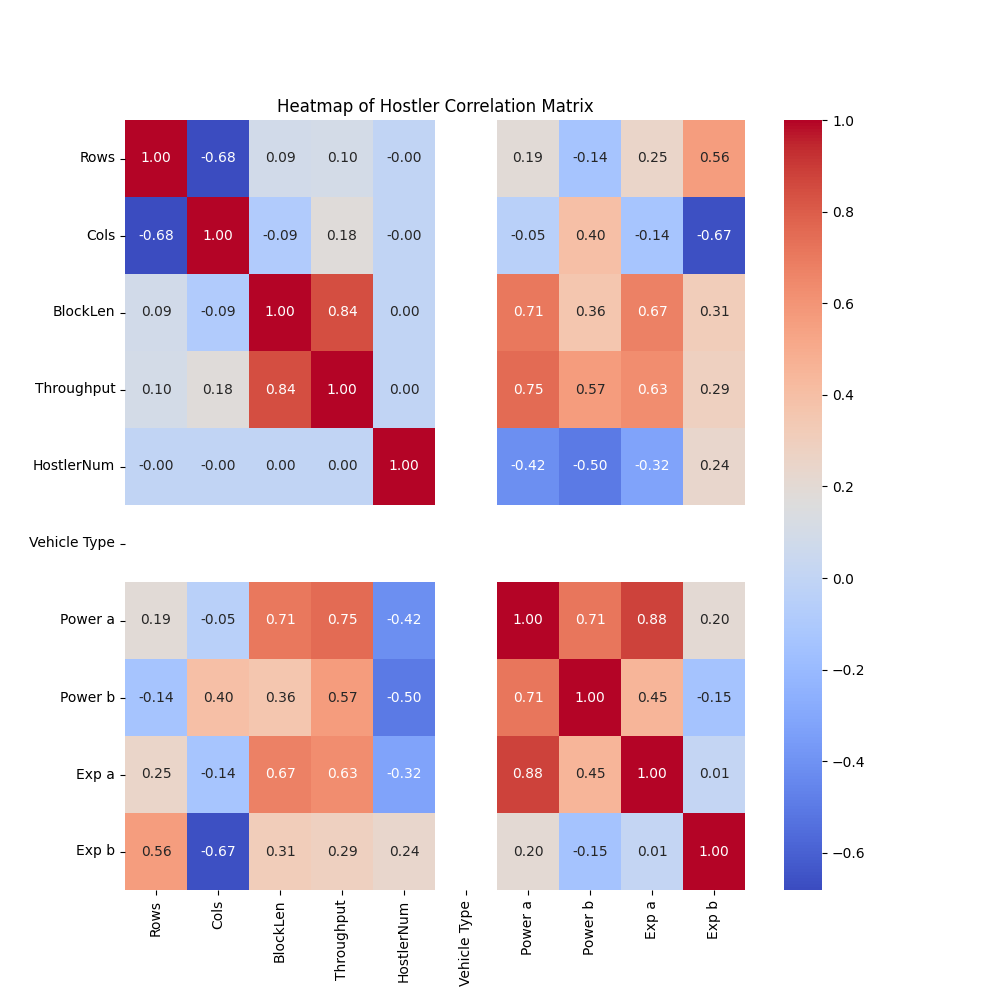 Heatmap of Hostler Correlation Matrix
Rows 1.00 -0.68 0.09 0.10 -0.00 0.19 -0.14 0.25 0.56
Cols -0.68 1.00 -0.09 0.18 -0.00 -0.05 0.40 -0.14 -0.67
BlockLen 0.09 -0.09 1.00 0.84 0.00 0.71 0.36 0.67 0.31
Throughput 0.10 0.18 0.84 1.00 0.00 0.75 0.57 0.63 0.29
HostlerNum -0.00 -0.00 0.00 0.00 1.00 -0.42 -0.50 -0.32 0.24
Vehicle Type
Power a 0.19 -0.05 0.71 0.75 -0.42 1.00 0.71 0.88 0.20
Power b -0.14 0.40 0.36 0.57 -0.50 0.71 1.00 0.45 -0.15
Exp a 0.25 -0.14 0.67 0.63 -0.32 0.88 0.45 1.00 0.01
Exp b 0.56 -0.67 0.31 0.29 0.24 0.20 -0.15 0.01 1.00
Rows
Cols
BlockLen
Throughput
HostlerNum
Vehicle Type
Power a
Power b
Exp a
Exp b
1.0
0.8
0.6
0.4
0.2
0.0
−0.2
−0.4
−0.6